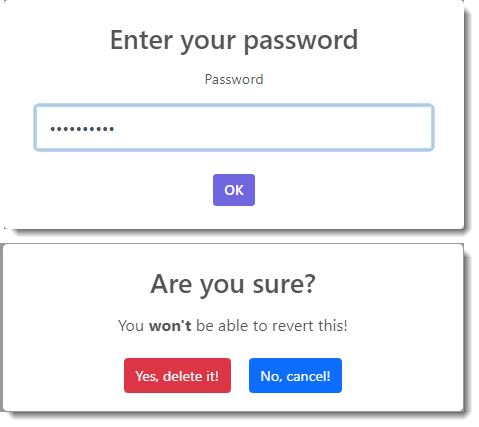 Enter your password
Password
••••••••••
OK
Are you sure?
You won't be able to revert this!
Yes, delete it! No, cancel!